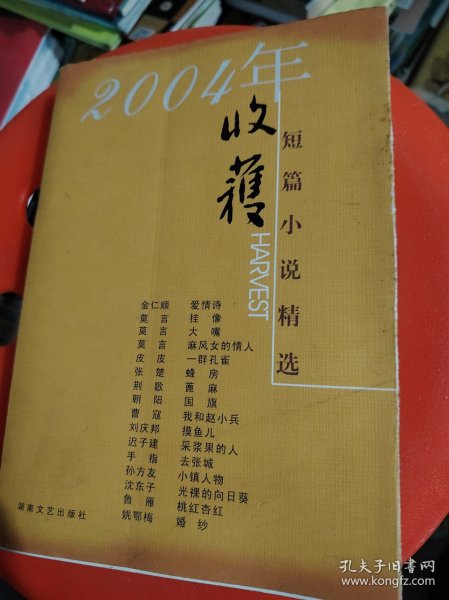 2004年
收獲
HARVEST
短篇小说精选
金仁顺 爱情诗
莫言 挂像
莫言 大嘴
莫言 麻风女的情人
皮皮 一群孔雀
张楚 蜂房
荆歌 蓖麻
朝阳 国旗
曹寇 我和赵小兵
刘庆邦 摸鱼儿
迟子建 采浆果的人
手指 去张城
孙方友 小镇人物
沈东子 光裸的向日葵
鲁雁 桃红杏红
姚鄂梅 婚纱
湖南文艺出版社
孔夫子旧书网
www.kongfz.com